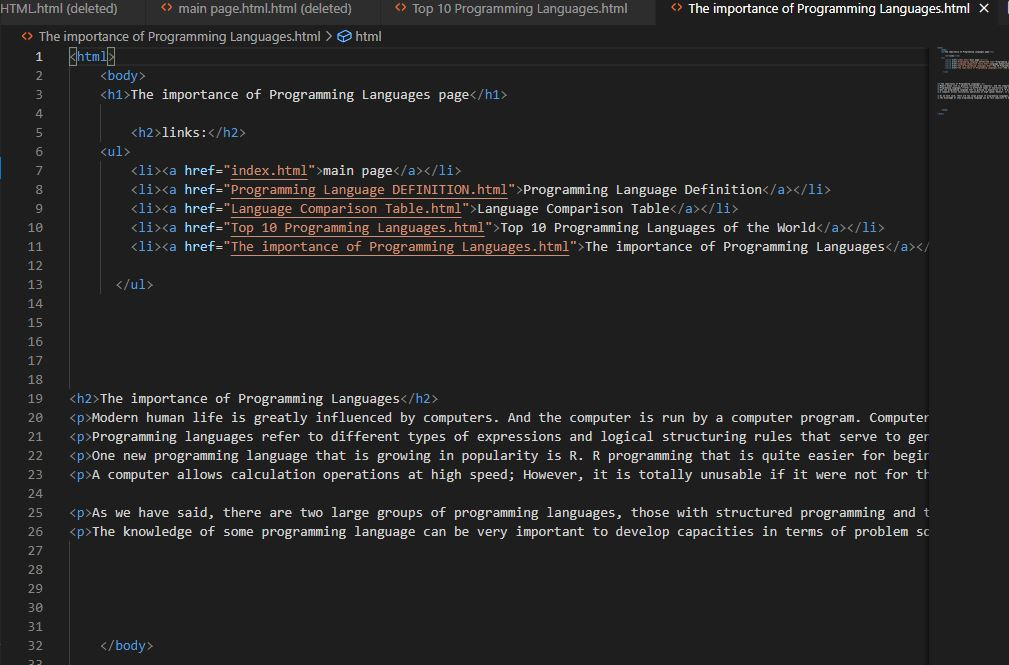 HTML.html (deleted) <> main page.html.html (deleted) <> Top 10 Programming Languages.html <> The importance of Programming Languages.html ×
<> The importance of Programming Languages.html > html
1 <html>
2 <body>
3 <h1>The importance of Programming Languages page</h1>
4
5 <h2>links:</h2>
6 <ul>
7 <li><a href="index.html">main page</a></li>
8 <li><a href="Programming Language DEFINITION.html">Programming Language Definition</a></li>
9 <li><a href="Language Comparison Table.html">Language Comparison Table</a></li>
10 <li><a href="Top 10 Programming Languages.html">Top 10 Programming Languages of the World</a></li>
11 <li><a href="The importance of Programming Languages.html">The importance of Programming Languages</a></
12
13 </ul>
14
15
16
17
18
19 <h2>The importance of Programming Languages</h2>
20 <p>Modern human life is greatly influenced by computers. And the computer is run by a computer program. Computer
21 <p>Programming languages refer to different types of expressions and logical structuring rules that serve to ger
22 <p>One new programming language that is growing in popularity is R. R programming that is quite easier for begin
23 <p>A computer allows calculation operations at high speed; However, it is totally unusable if it were not for th
24
25 <p>As we have said, there are two large groups of programming languages, those with structured programming and t
26 <p>The knowledge of some programming language can be very important to develop capacities in terms of problem so
27
28
29
30
31
32 </body>
33